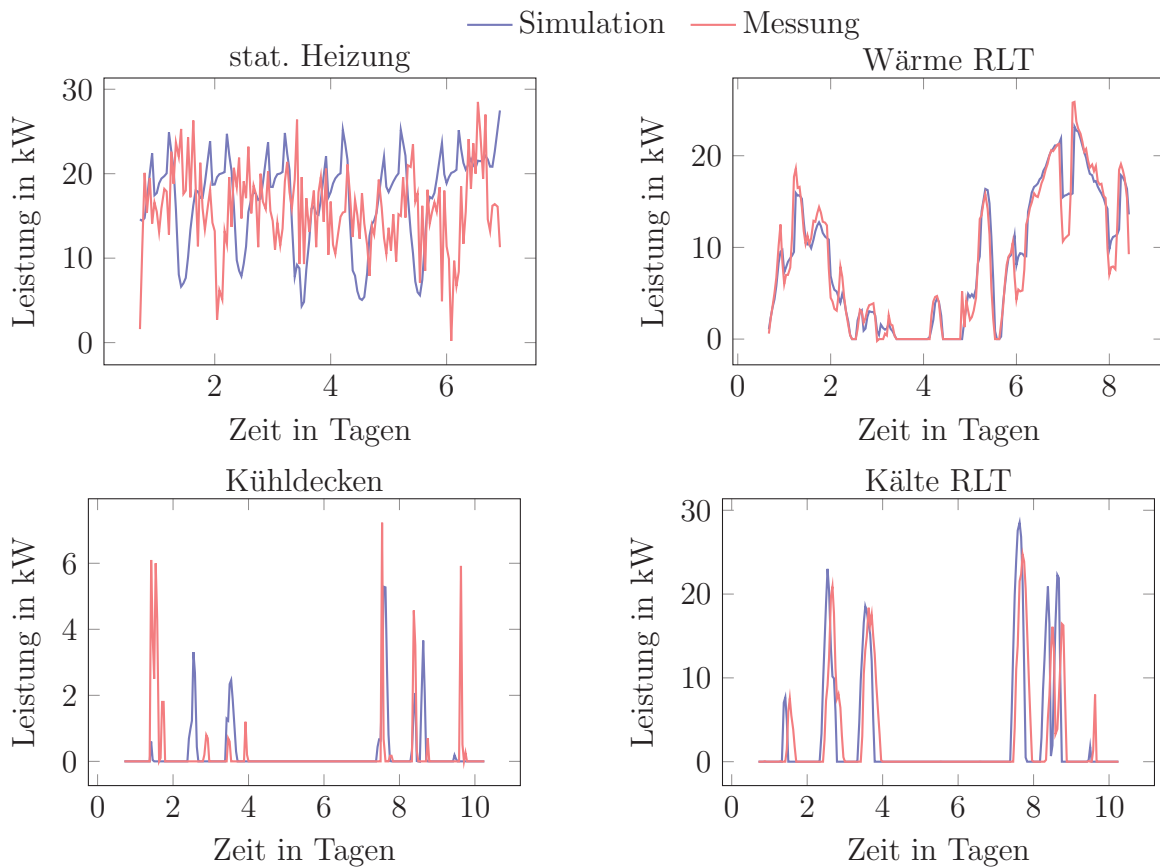 Simulation Messung
stat. Heizung
Leistung in kW
30
20
10
0
2 4 6
Zeit in Tagen
Wärme RLT
Leistung in kW
20
10
0
0 2 4 6 8
Zeit in Tagen
Kühldecken
Leistung in kW
6
4
2
0
0 2 4 6 8 10
Zeit in Tagen
Kälte RLT
Leistung in kW
30
20
10
0
0 2 4 6 8 10
Zeit in Tagen